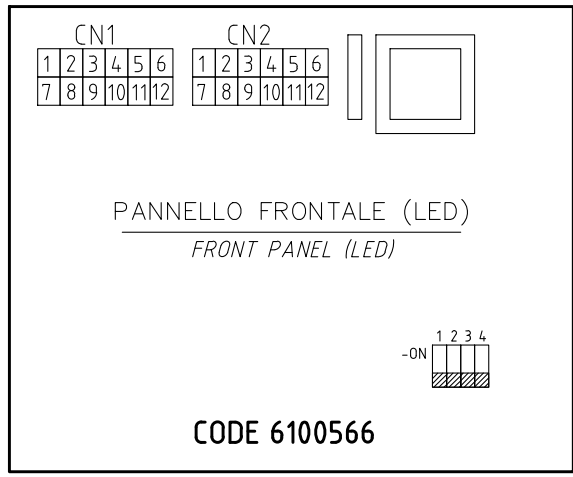 CN1 CN2
1 2 3 4 5 6 1 2 3 4 5 6
7 8 9 10 11 12 7 8 9 10 11 12
PANNELLO FRONTALE (LED)
FRONT PANEL (LED)
1 2 3 4
-ON
CODE 6100566